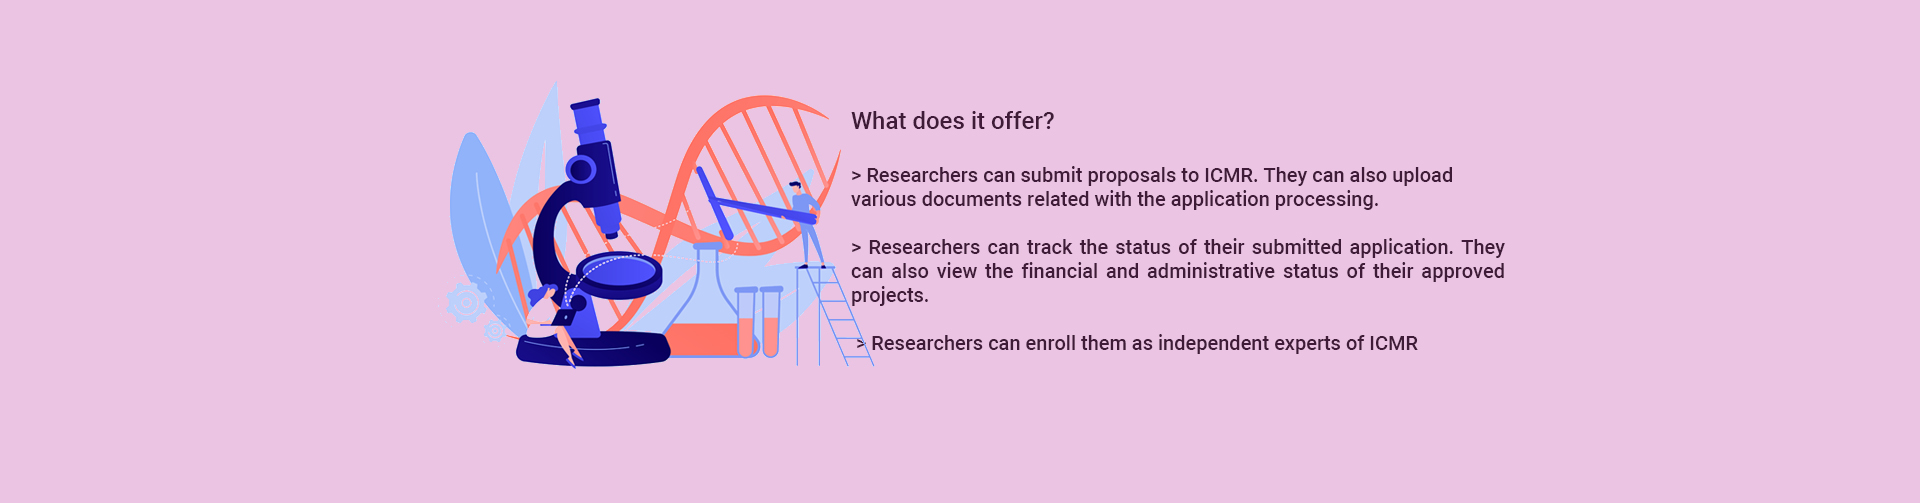 What does it offer?
> Researchers can submit proposals to ICMR. They can also upload
various documents related with the application processing.
> Researchers can track the status of their submitted application. They
can also view the financial and administrative status of their approved
projects.
> Researchers can enroll them as independent experts of ICMR